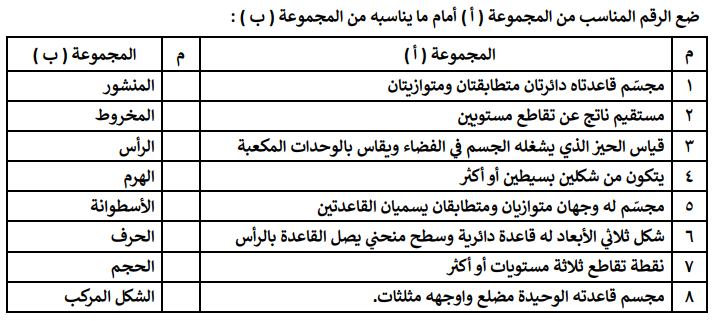 ضع الرقم المناسب من المجموعة ( أ ) أمام ما يناسبه من المجموعة ( ب ) :
م المجموعة ( أ ) م المجموعة ( ب )
١ مجسَم قاعدتاه دائرتان متطابقتان ومتوازيتان المنشور
٢ مستقيم ناتج عن تقاطع مستويين المخروط
٣ قياس الحيز الذي يشغله الجسم في الفضاء ويقاس بالوحدات المكعبة الرأس
٤ يتكون من شكلين بسيطين أو أكثر الهرم
٥ مجسَم له وجهان متوازيان ومتطابقان يسميان القاعدتين الأسطوانة
٦ شكل ثلاثي الأبعاد له قاعدة دائرية وسطح منحني يصل القاعدة بالرأس الحرف
٧ نقطة تقاطع ثلاثة مستويات أو أكثر الحجم
٨ مجسم قاعدته الوحيدة مضلع واوجهه مثلثات. الشكل المركب